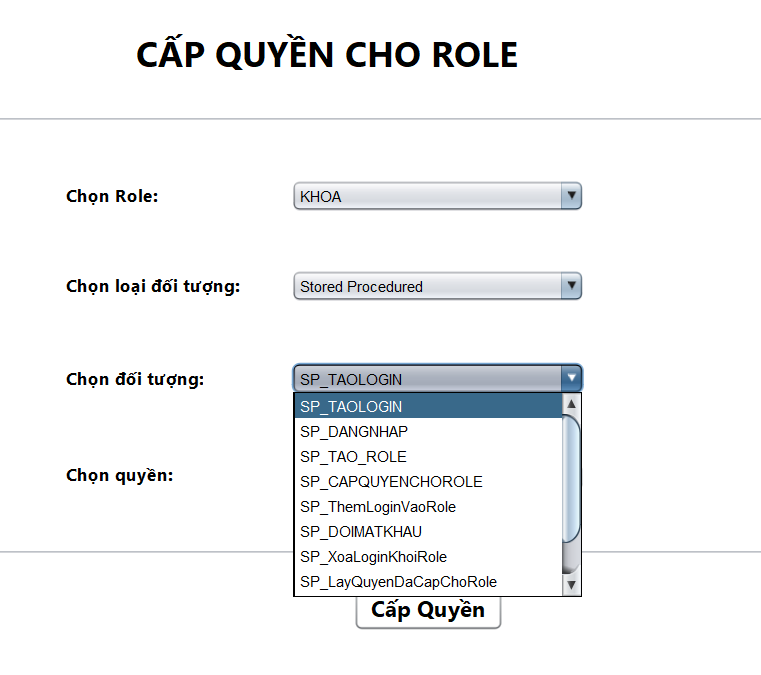 CẤP QUYỀN CHO ROLE
Chọn Role: KHOA
Chọn loại đối tượng: Stored Procedured
Chọn đối tượng: SP_TAOLOGIN
SP_TAOLOGIN
SP_DANGNHAP
SP_TAO_ROLE
Chọn quyền: SP_CAPQUYENCHOROLE
SP_ThemLoginVaoRole
SP_DOIMATKHAU
SP_XoaLoginKhoiRole
SP_LayQuyenDaCapChoRole
Cấp Quyền